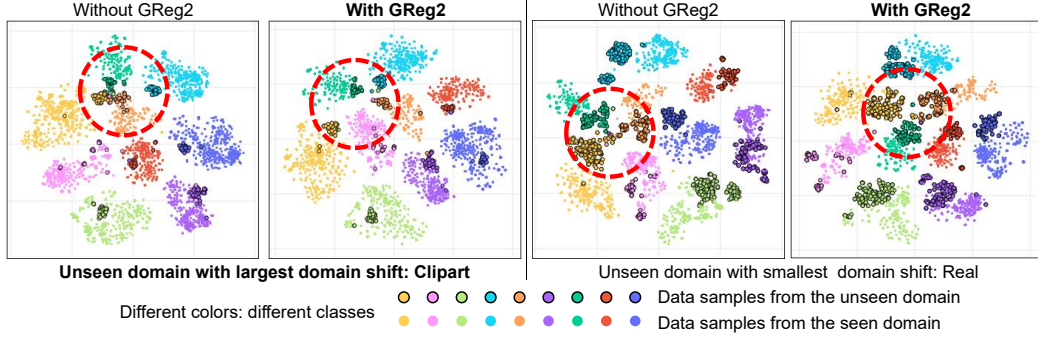 Without GReg2
With GReg2
Without GReg2
With GReg2
Unseen domain with largest domain shift: Clipart
Unseen domain with smallest domain shift: Real
Different colors: different classes
Data samples from the unseen domain
Data samples from the seen domain